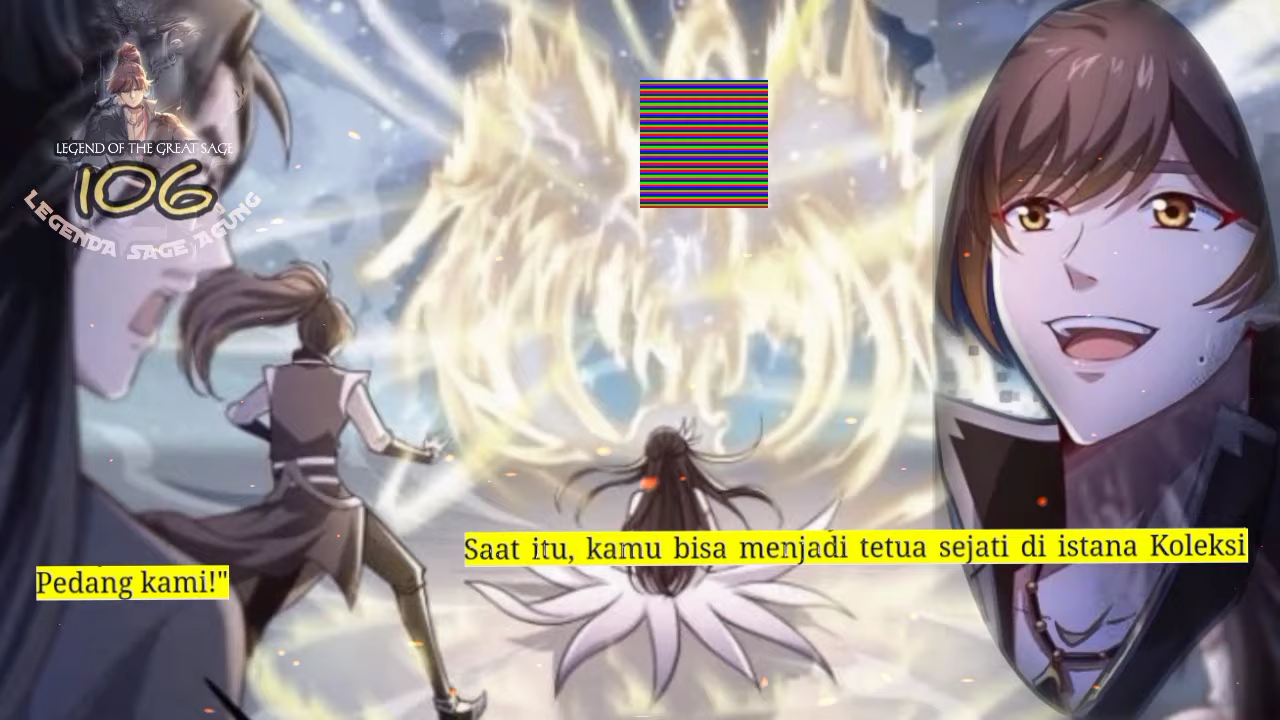 LEGEND OF THE GREAT SAGE
106
LEGENDA SAGE AGUNG
Saat itu, kamu bisa menjadi tetua sejati di istana Koleksi
Pedang kami!"